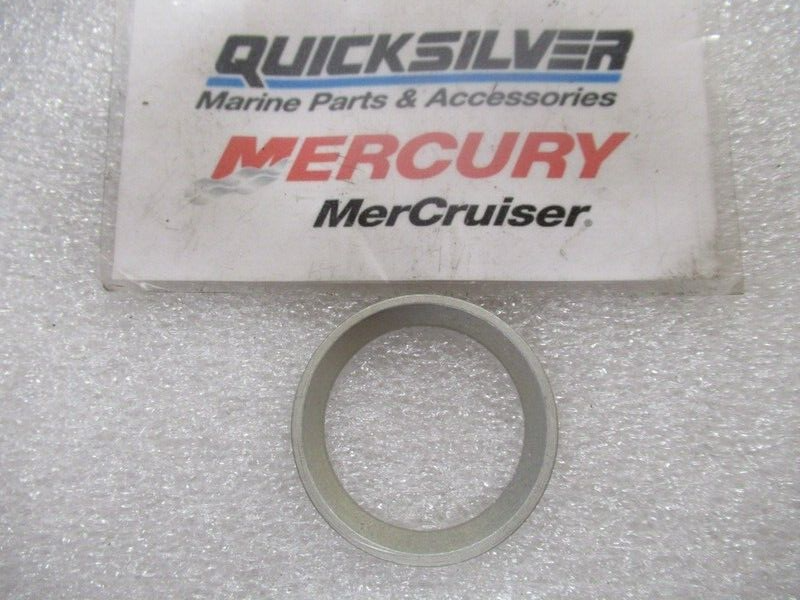 QUICKSILVER
Marine Parts & Accessories
MERCURY
MerCruiser®